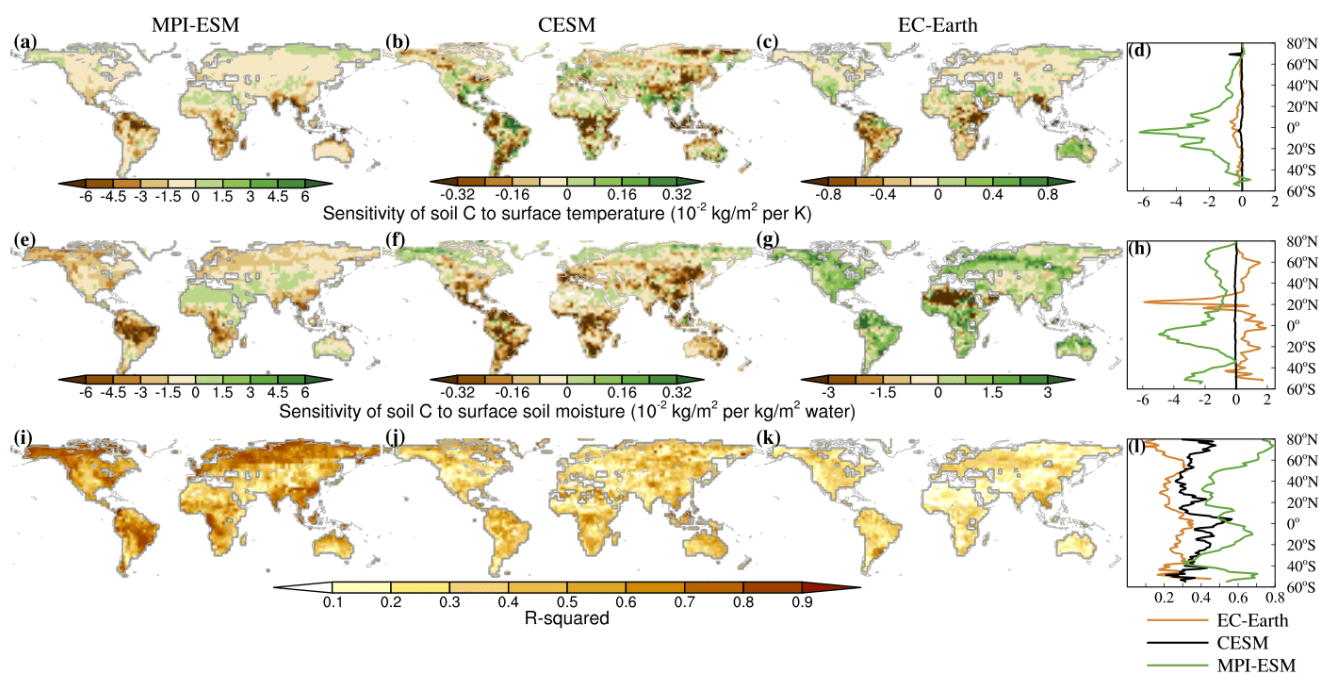 MPI-ESM CESM EC-Earth
(a) (b) (c) (d)
80°N
60°N
40°N
20°N
0°
20°S
40°S
60°S
-6 -4.5 -3 -1.5 0 1.5 3 4.5 6
-0.32 -0.16 0 0.16 0.32
-0.8 -0.4 0 0.4 0.8
-6 -4 -2 0 2
Sensitivity of soil C to surface temperature (10⁻² kg/m² per K)
(e) (f) (g) (h)
80°N
60°N
40°N
20°N
0°
20°S
40°S
60°S
-6 -4.5 -3 -1.5 0 1.5 3 4.5 6
-0.32 -0.16 0 0.16 0.32
-3 -1.5 0 1.5 3
-6 -4 -2 0 2
Sensitivity of soil C to surface soil moisture (10⁻² kg/m² per kg/m² water)
(i) (j) (k) (l)
80°N
60°N
40°N
20°N
0°
20°S
40°S
60°S
0.1 0.2 0.3 0.4 0.5 0.6 0.7 0.8 0.9
0.2 0.4 0.6 0.8
R-squared
EC-Earth
CESM
MPI-ESM